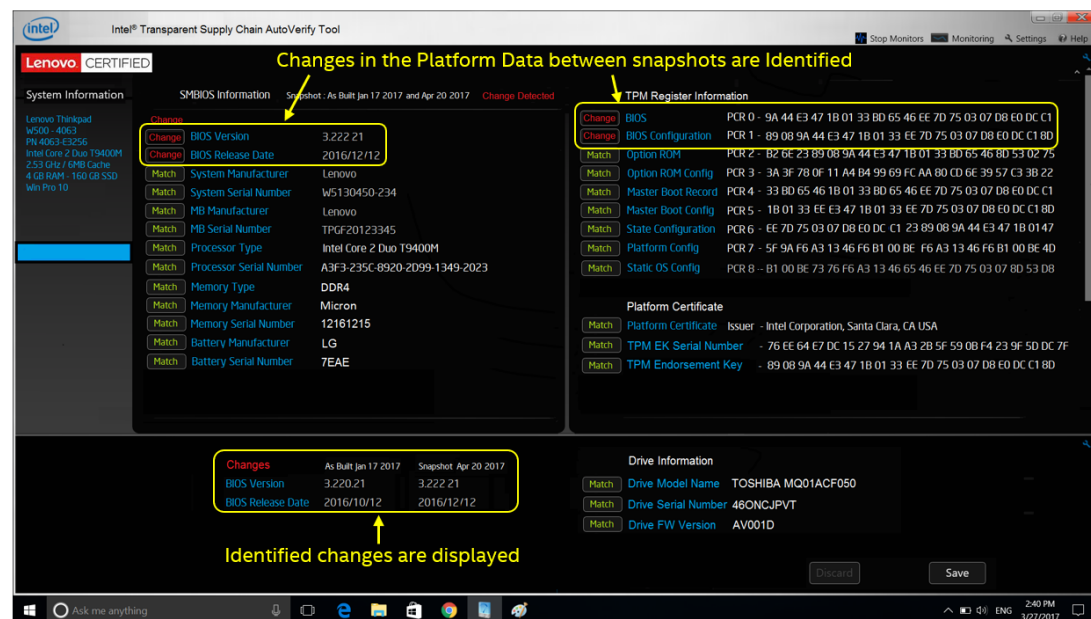 intel
Intel® Transparent Supply Chain AutoVerify Tool
Stop Monitors Monitoring Settings Help
Lenovo. CERTIFIED
Changes in the Platform Data between snapshots are Identified
System Information
Lenovo Thinkpad
W500 - 4063
PN 4063-E3256
Intel Core 2 Duo T9400M
2.53 GHz / 6MB Cache
4 GB RAM - 160 GB SSD
Win Pro 10
SMBIOS Information Snapshot : As Built Jan 17 2017 and Apr 20 2017 Change Detected
Change
Change BIOS Version 3.222 21
Change BIOS Release Date 2016/12/12
Match System Manufacturer Lenovo
Match System Serial Number W5130450-234
Match MB Manufacturer Lenovo
Match MB Serial Number TPGF20123345
Match Processor Type Intel Core 2 Duo T9400M
Match Processor Serial Number A3F3-235C-8920-2D99-1349-2023
Match Memory Type DDR4
Match Memory Manufacturer Micron
Match Memory Serial Number 12161215
Match Battery Manufacturer LG
Match Battery Serial Number 7EAE
TPM Register Information
Change BIOS PCR 0 - 9A 44 E3 47 1B 01 33 BD 65 46 EE 7D 75 03 07 D8 E0 DC C1
Change BIOS Configuration PCR 1 - 89 08 9A 44 E3 47 1B 01 33 EE 7D 75 03 07 D8 E0 DC C1 8D
Match Option ROM PCR 2 - B2 6E 23 89 08 9A 44 E3 47 1B 01 33 BD 65 46 8D 53 02 75
Match Option ROM Config PCR 3 - 3A 3F 78 0F 11 A4 B4 99 69 FC AA 80 CD 6E 39 57 C3 3B 22
Match Master Boot Record PCR 4 - 33 BD 65 46 1B 01 33 BD 65 46 EE 7D 75 03 07 D8 E0 DC C1
Match Master Boot Config PCR 5 - 1B 01 33 EE E3 47 1B 01 33 EE 7D 75 03 07 D8 E0 DC C1 8D
Match State Configuration PCR 6 - EE 7D 75 03 07 D8 E0 DC C1 23 89 08 9A 44 E3 47 1B 0147
Match Platform Config PCR 7 - 5F 9A F6 A3 13 46 F6 B1 00 BE F6 A3 13 46 F6 B1 00 BE 4D
Match Static OS Config PCR 8 -- B1 00 BE 73 76 F6 A3 13 46 65 46 EE 7D 75 03 07 8D 53 D8
Platform Certificate
Match Platform Certificate Issuer - Intel Corporation, Santa Clara, CA USA
Match TPM EK Serial Number - 76 EE 64 E7 DC 15 27 94 1A A3 2B 5F 59 0B F4 23 9F 5D DC 7F
Match TPM Endorsement Key - 89 08 9A 44 E3 47 1B 01 33 EE 7D 75 03 07 D8 E0 DC C1 8D
Changes As Built Jan 17 2017 Snapshot Apr 20 2017
BIOS Version 3.220.21 3.222 21
BIOS Release Date 2016/10/12 2016/12/12
Identified changes are displayed
Drive Information
Match Drive Model Name TOSHIBA MQ01ACF050
Match Drive Serial Number 46ONCJPVT
Match Drive FW Version AV001D
Discard Save
Ask me anything
ENG
2:40 PM
3/27/2017